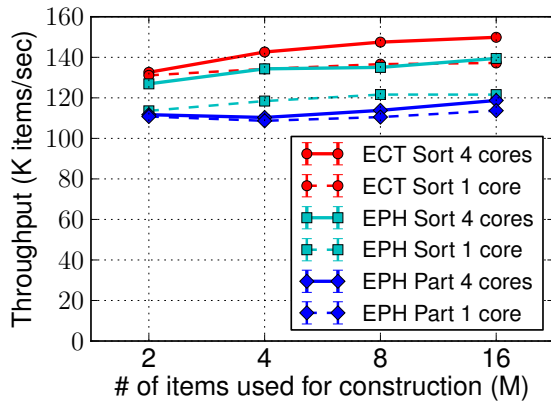 Throughput (K items/sec)
160
140
120
100
80
60
40
20
0
ECT Sort 4 cores
ECT Sort 1 core
EPH Sort 4 cores
EPH Sort 1 core
EPH Part 4 cores
EPH Part 1 core
2 4 8 16
# of items used for construction (M)